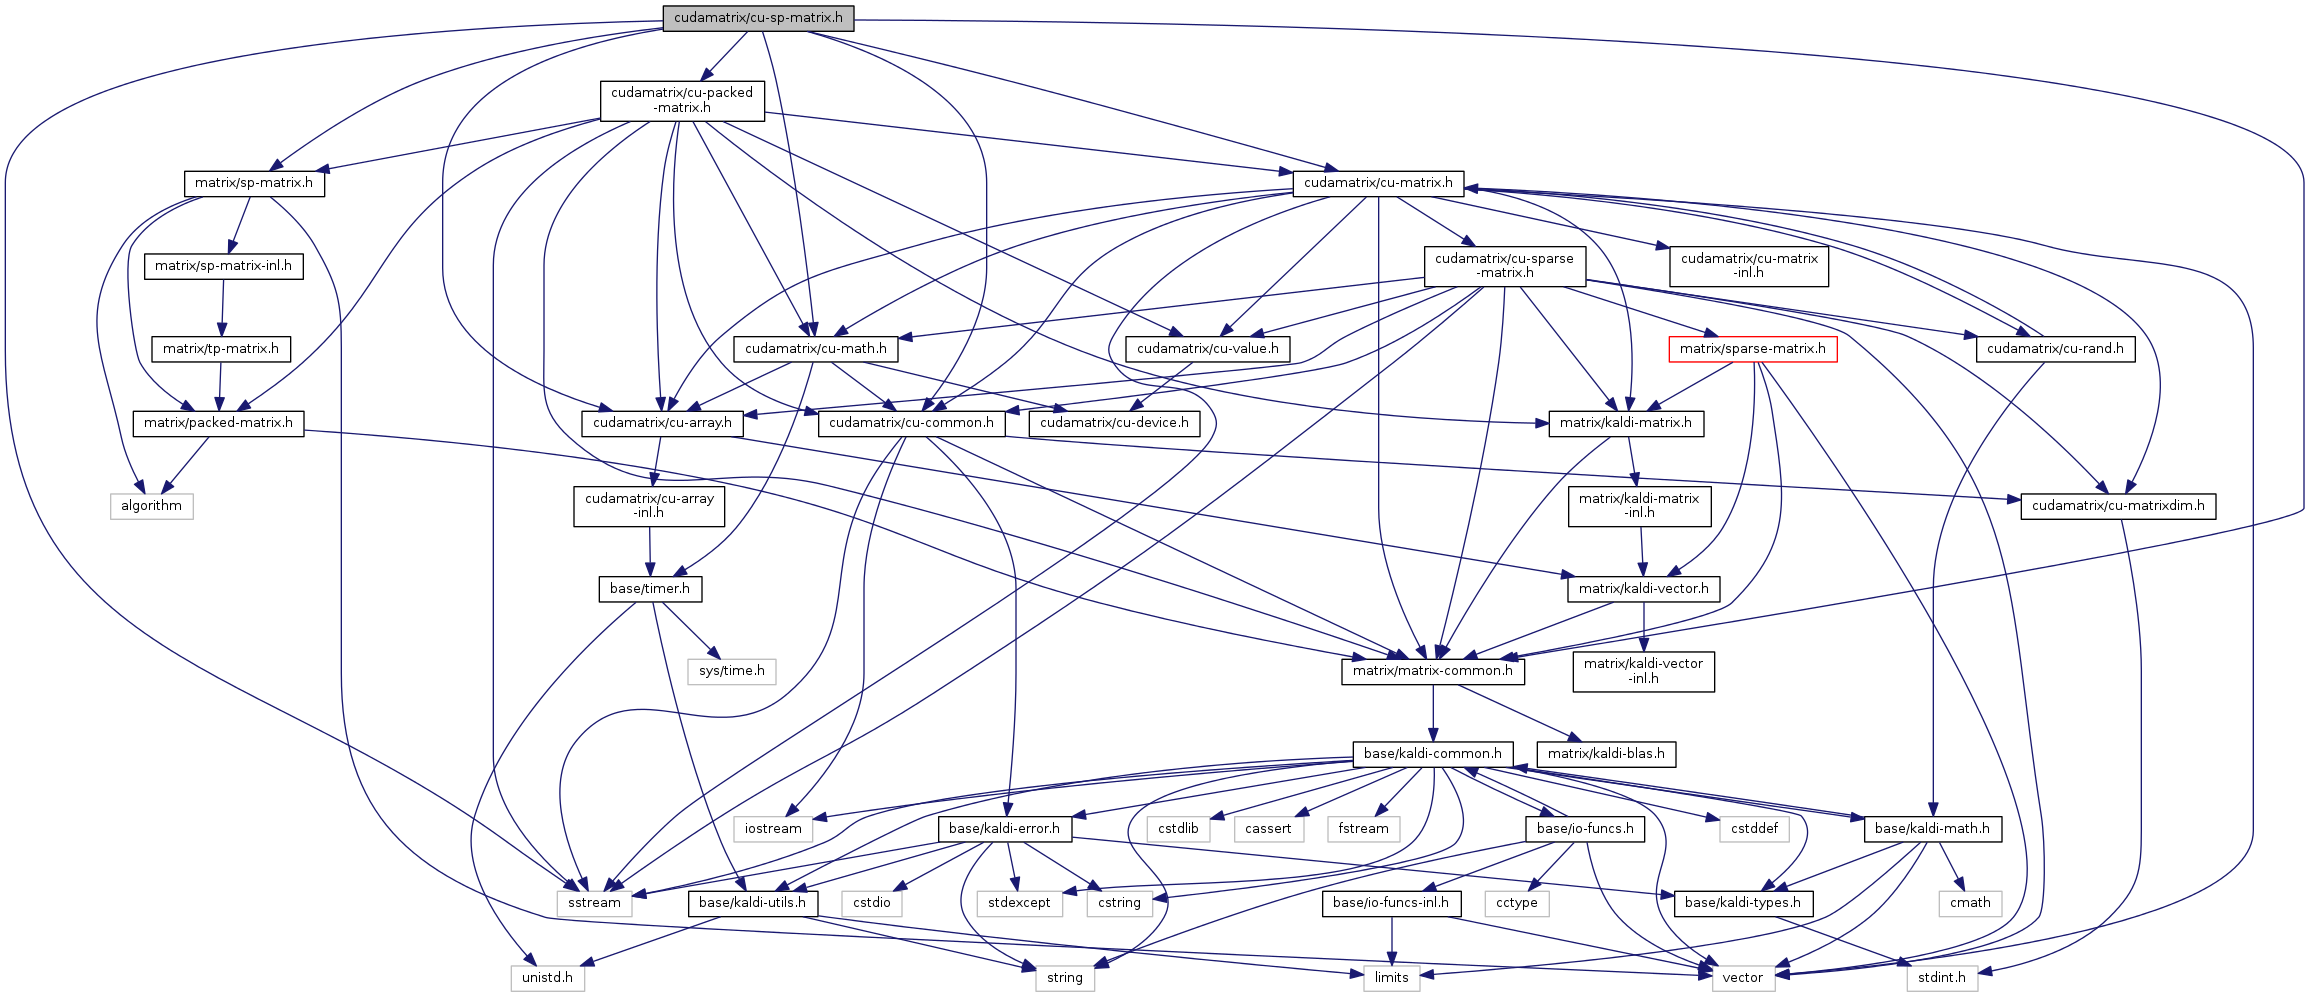 cudamatrix/cu-sp-matrix.h
cudamatrix/cu-packed
-matrix.h
matrix/sp-matrix.h
cudamatrix/cu-matrix.h
matrix/sp-matrix-inl.h
cudamatrix/cu-sparse
-matrix.h
cudamatrix/cu-matrix
-inl.h
matrix/tp-matrix.h
cudamatrix/cu-math.h
cudamatrix/cu-value.h
matrix/sparse-matrix.h
cudamatrix/cu-rand.h
matrix/packed-matrix.h
cudamatrix/cu-array.h
cudamatrix/cu-common.h
cudamatrix/cu-device.h
matrix/kaldi-matrix.h
algorithm
cudamatrix/cu-array
-inl.h
matrix/kaldi-matrix
-inl.h
cudamatrix/cu-matrixdim.h
base/timer.h
matrix/kaldi-vector.h
sys/time.h
matrix/matrix-common.h
matrix/kaldi-vector
-inl.h
base/kaldi-common.h
matrix/kaldi-blas.h
iostream
base/kaldi-error.h
cstdlib
cassert
fstream
base/io-funcs.h
cstddef
base/kaldi-math.h
sstream
base/kaldi-utils.h
cstdio
stdexcept
cstring
base/io-funcs-inl.h
cctype
base/kaldi-types.h
cmath
unistd.h
string
limits
vector
stdint.h